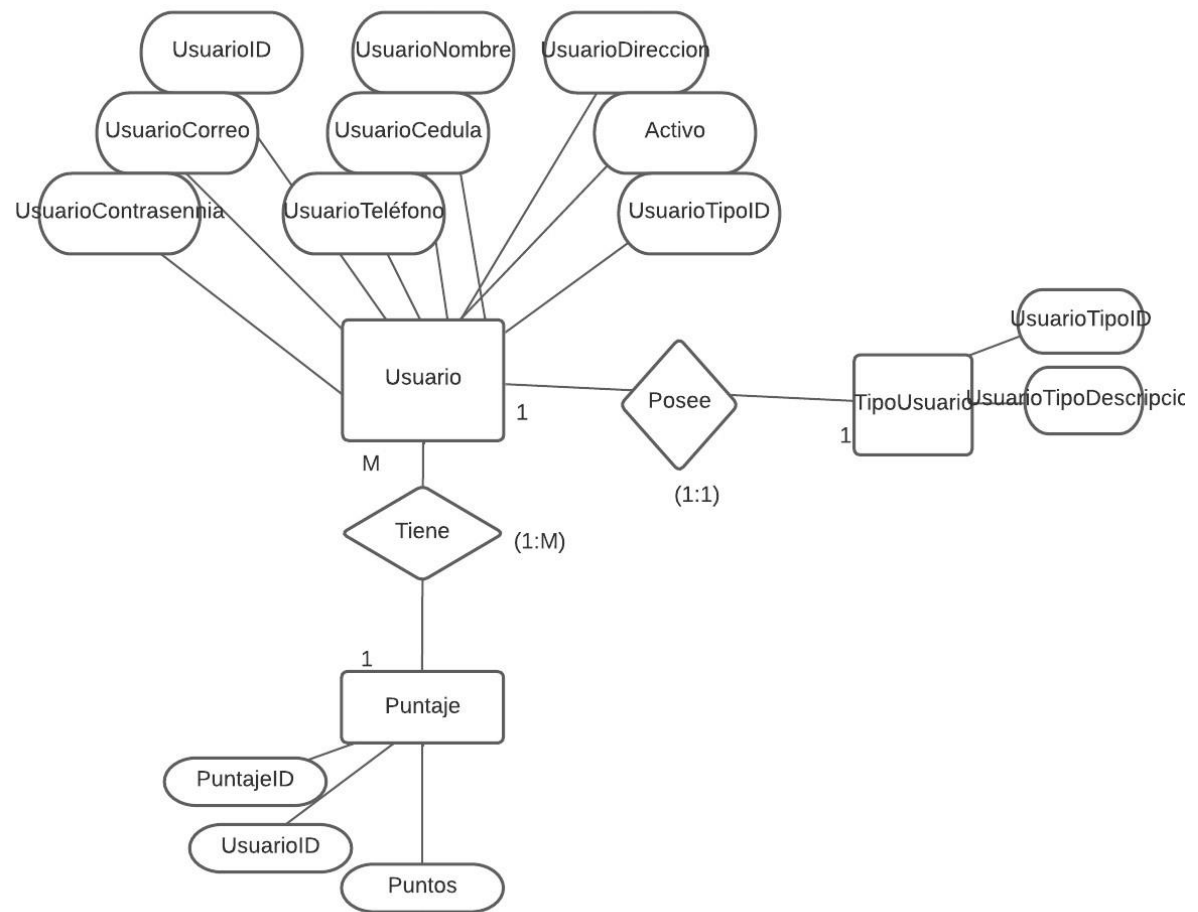 UsuarioID
UsuarioNombre
UsuarioDireccion
UsuarioCorreo
UsuarioCedula
Activo
UsuarioContrasennia
UsuarioTeléfono
UsuarioTipoID
UsuarioTipoID
Usuario
Posee
TipoUsuario
UsuarioTipoDescripcio
1
1
M
(1:1)
Tiene
(1:M)
1
Puntaje
PuntajeID
UsuarioID
Puntos